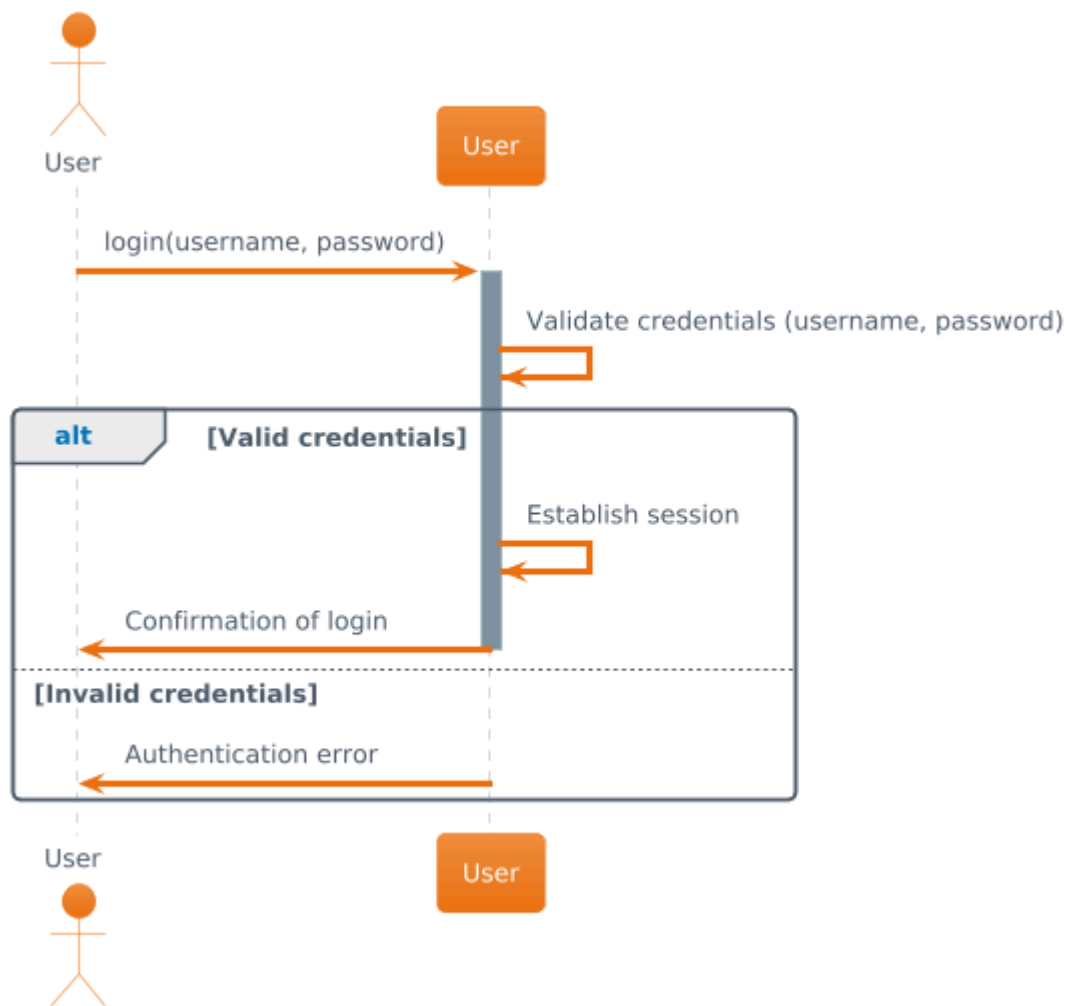 User
User
login(username, password)
Validate credentials (username, password)
alt
[Valid credentials]
Establish session
Confirmation of login
[Invalid credentials]
Authentication error
User
User